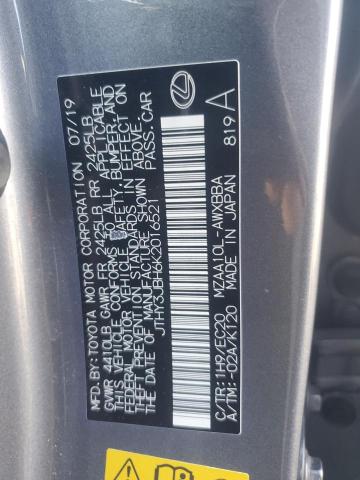 MFD. BY: TOYOTA MOTOR CORPORATION 07/19
GVWR 4410LB GAWR FR 2425LB RR 2425LB
THIS VEHICLE CONFORMS TO ALL APPLICABLE
FEDERAL MOTOR VEHICLE SAFETY, BUMPER, AND
THEFT PREVENTION STANDARDS IN EFFECT ON
THE DATE OF MANUFACTURE SHOWN ABOVE.
JTHY3JBH6K2016521 PASS. CAR
C/TR: 1H9/EC20 MZAA10L-AWXBBA
A/TM: -02A/K120 MADE IN JAPAN 819 A